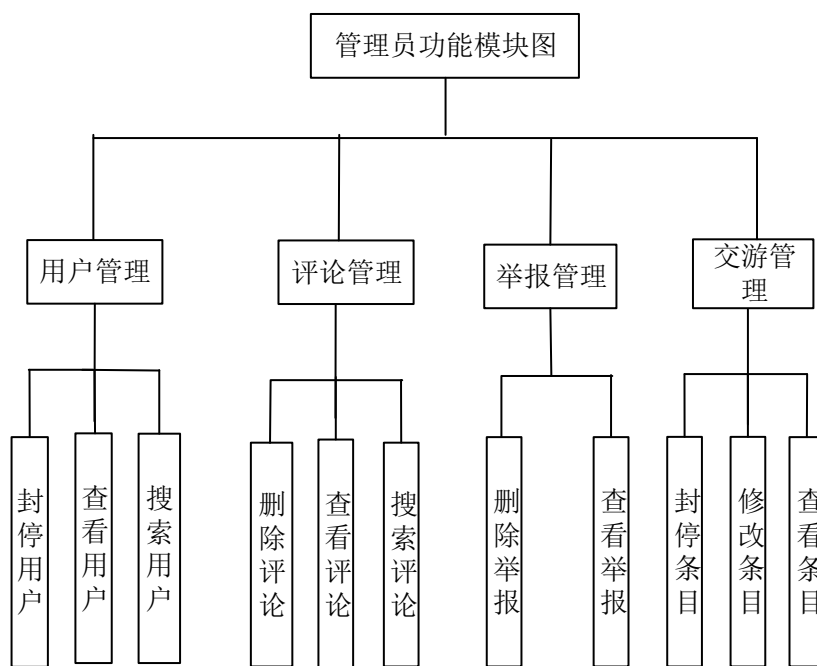 管理员功能模块图
用户管理
评论管理
举报管理
交游管
理
封停用户
查看用户
搜索用户
删除评论
查看评论
搜索评论
删除举报
查看举报
封停条目
修改条目
查看条目